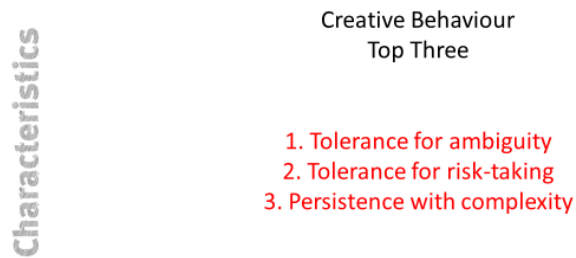 Characteristics
Creative Behaviour
Top Three
1. Tolerance for ambiguity
2. Tolerance for risk-taking
3. Persistence with complexity